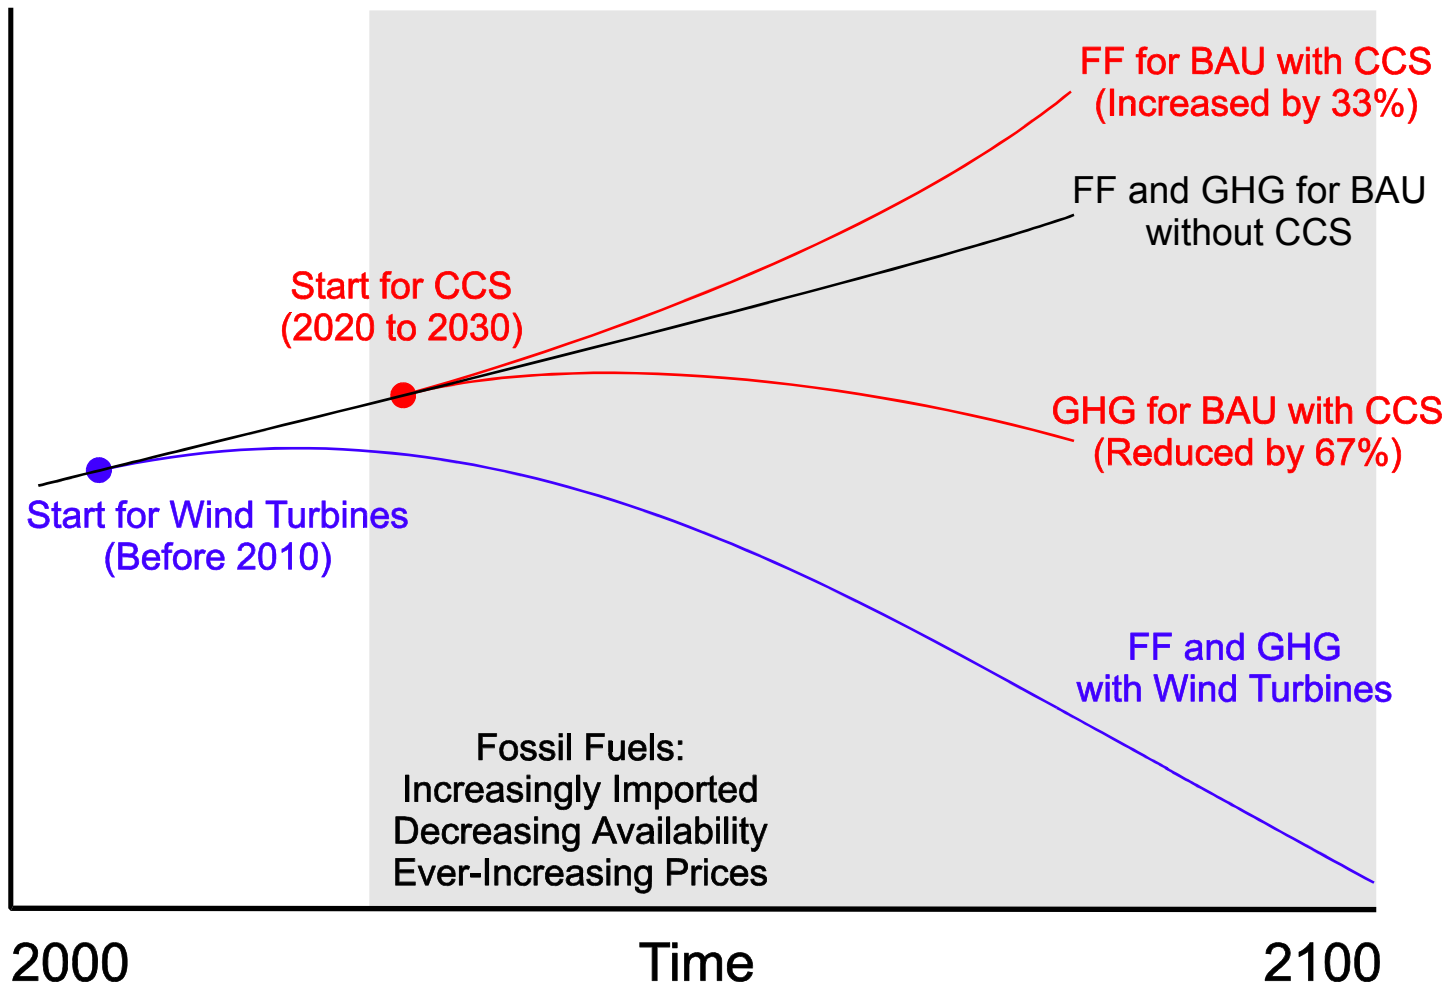 FF for BAU with CCS
(Increased by 33%)
FF and GHG for BAU
without CCS
Start for CCS
(2020 to 2030)
GHG for BAU with CCS
(Reduced by 67%)
Start for Wind Turbines
(Before 2010)
FF and GHG
with Wind Turbines
Fossil Fuels:
Increasingly Imported
Decreasing Availability
Ever-Increasing Prices
2000
Time
2100